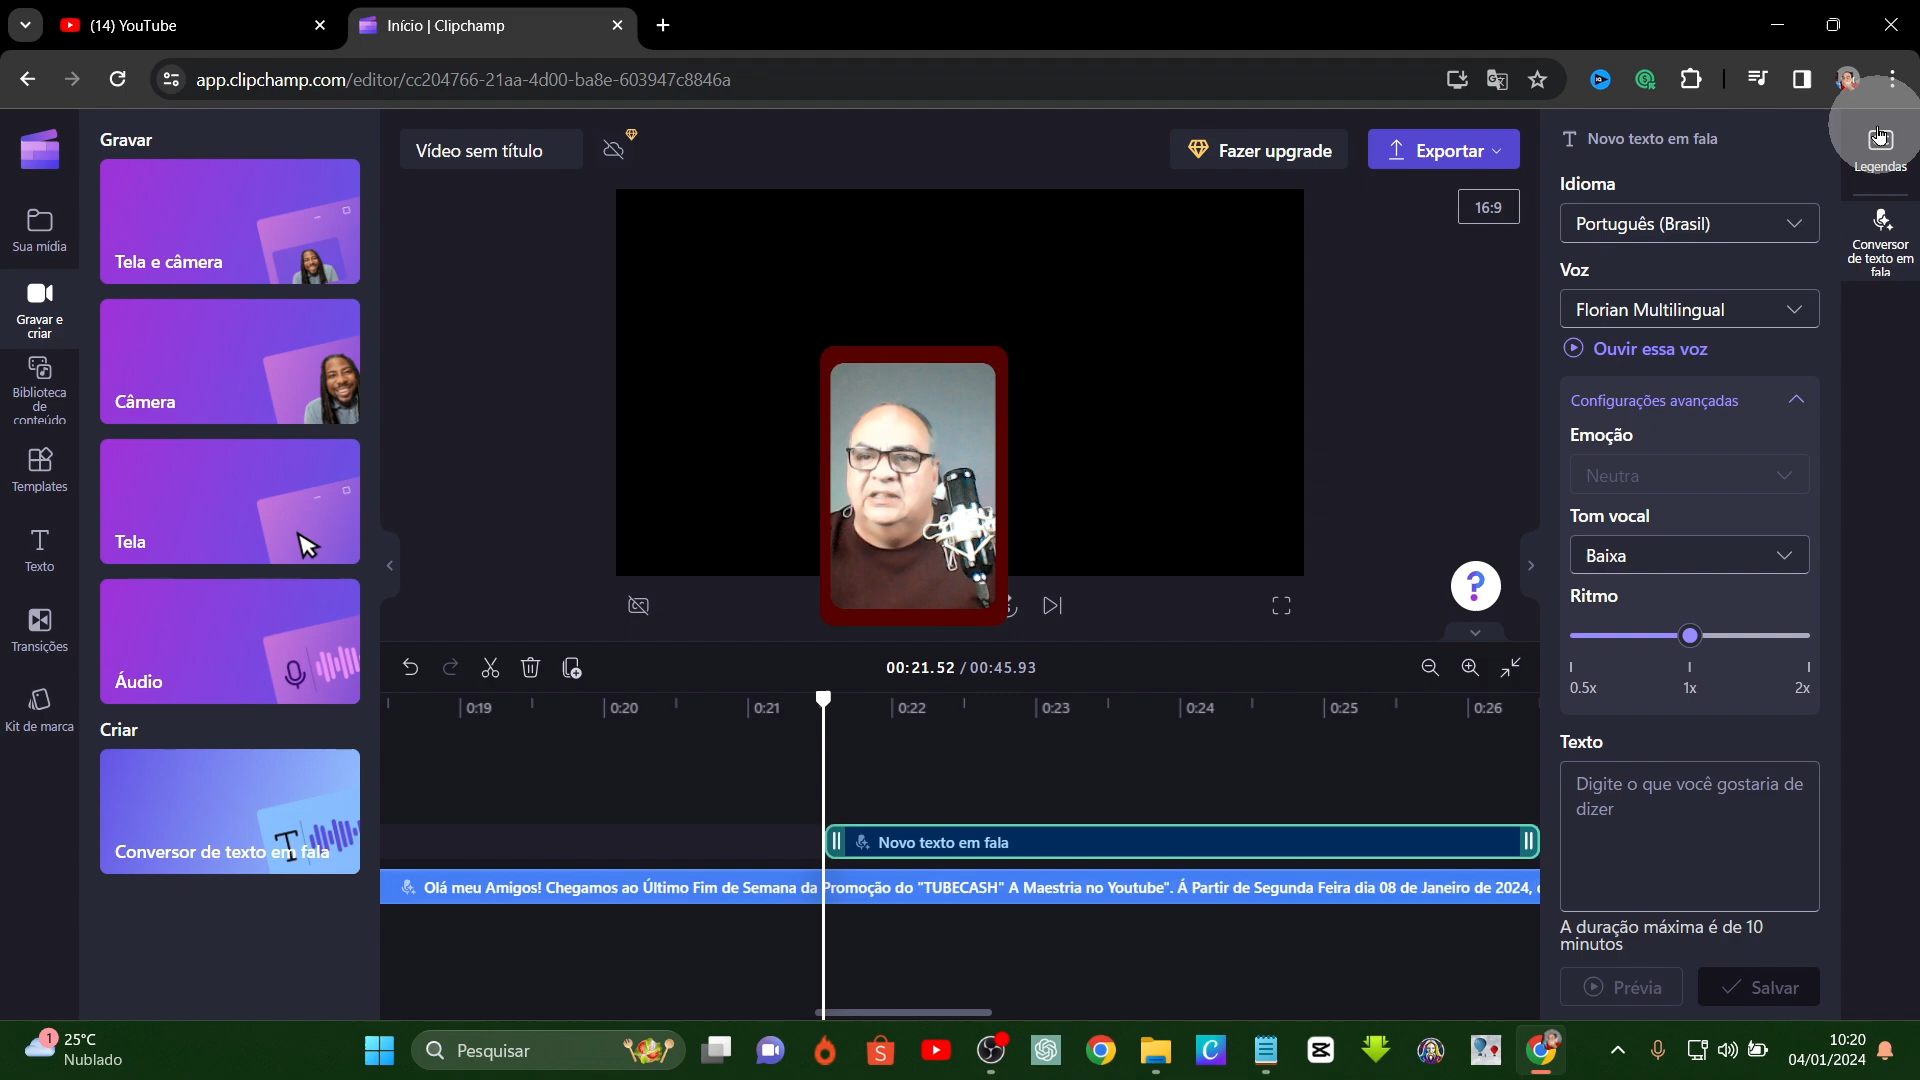 (14) YouTube
Início | Clipchamp
app.clipchamp.com/editor/cc204766-21aa-4d00-ba8e-603947c8846a
Sua mídia
Gravar e
criar
Biblioteca
de
conteúdo
Templates
Texto
Transições
Kit de marca
Gravar
Tela e câmera
Câmera
Tela
Áudio
Criar
Conversor de texto em fala
Vídeo sem título
Fazer upgrade
Exportar
16:9
00:21.52 / 00:45.93
0:19 0:20 0:21 0:22 0:23 0:24 0:25 0:26
Novo texto em fala
Olá meu Amigos! Chegamos ao Último Fim de Semana da Promoção do "TUBECASH" A Maestria no Youtube". Á Partir de Segunda Feira dia 08 de Janeiro de 2024,
Novo texto em fala
Idioma
Português (Brasil)
Voz
Florian Multilingual
Ouvir essa voz
Configurações avançadas
Emoção
Neutra
Tom vocal
Baixa
Ritmo
0.5x 1x 2x
Texto
Digite o que você gostaria de
dizer
A duração máxima é de 10
minutos
Prévia
Salvar
Legendas
Conversor
de texto em
fala
1
25°C
Nublado
Pesquisar
10:20
04/01/2024